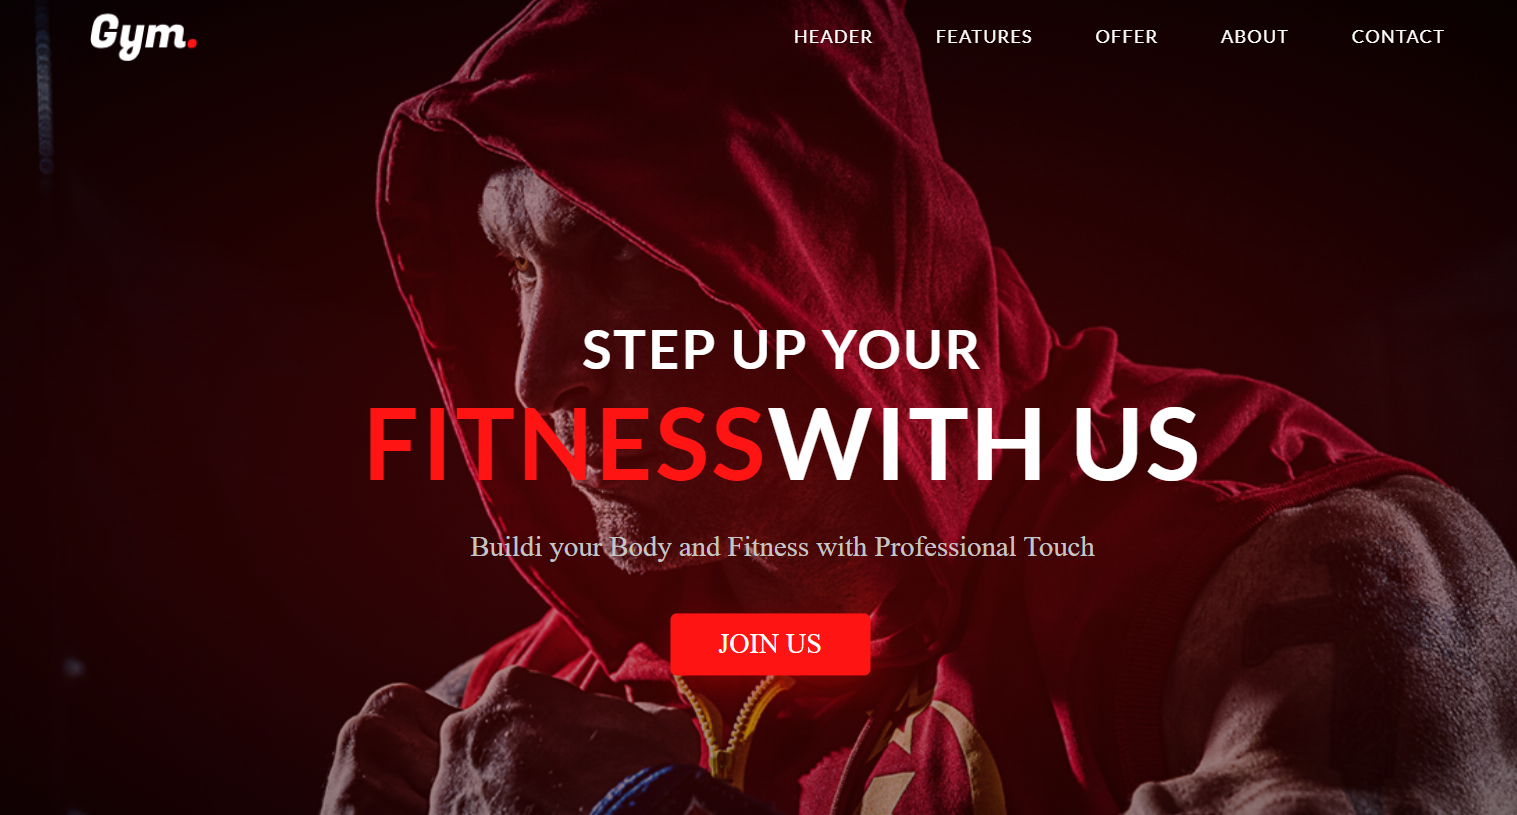 Gym.
HEADER FEATURES OFFER ABOUT CONTACT
STEP UP YOUR
FITNESSWITH US
Buildi your Body and Fitness with Professional Touch
JOIN US